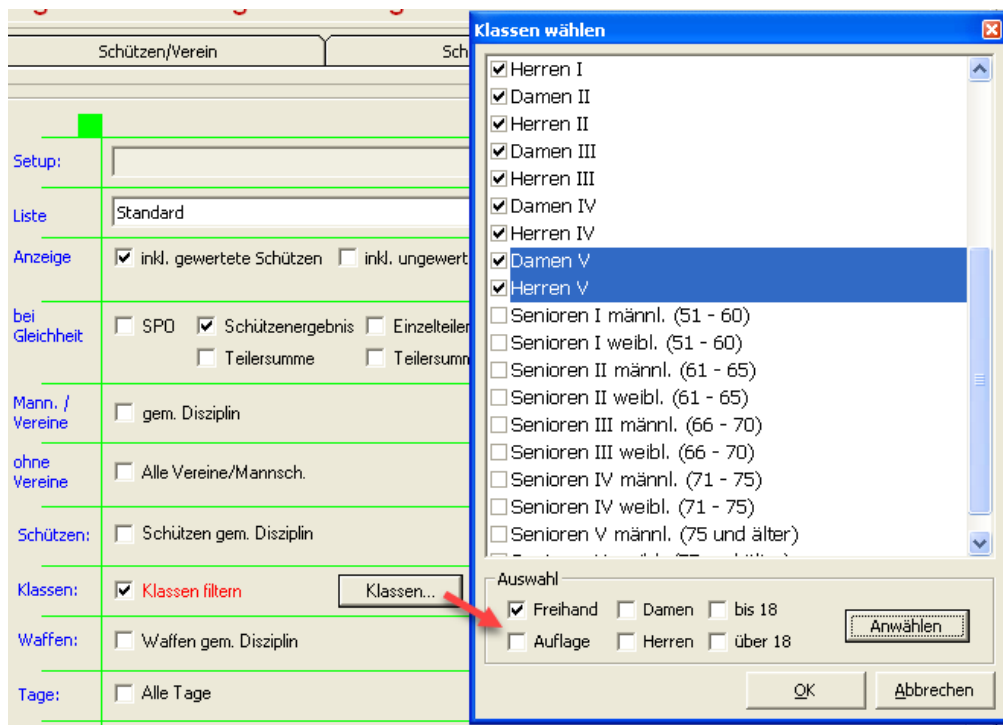 Schützen/Verein
Sch
Setup:
Liste
Standard
Anzeige
inkl. gewertete Schützen
inkl. ungewert
bei
Gleichheit
SPO
Schützenergebnis
Einzelteiler
Teilersumme
Teilersumm
Mann. /
Vereine
gem. Disziplin
ohne
Vereine
Alle Vereine/Mannsch.
Schützen:
Schützen gem. Disziplin
Klassen:
Klassen filtern
Klassen...
Waffen:
Waffen gem. Disziplin
Tage:
Alle Tage
Klassen wählen
Herren I
Damen II
Herren II
Damen III
Herren III
Damen IV
Herren IV
Damen V
Herren V
Senioren I männl. (51 - 60)
Senioren I weibl. (51 - 60)
Senioren II männl. (61 - 65)
Senioren II weibl. (61 - 65)
Senioren III männl. (66 - 70)
Senioren III weibl. (66 - 70)
Senioren IV männl. (71 - 75)
Senioren IV weibl. (71 - 75)
Senioren V männl. (75 und älter)
Auswahl
Freihand
Damen
bis 18
Auflage
Herren
über 18
Anwählen
OK
Abbrechen